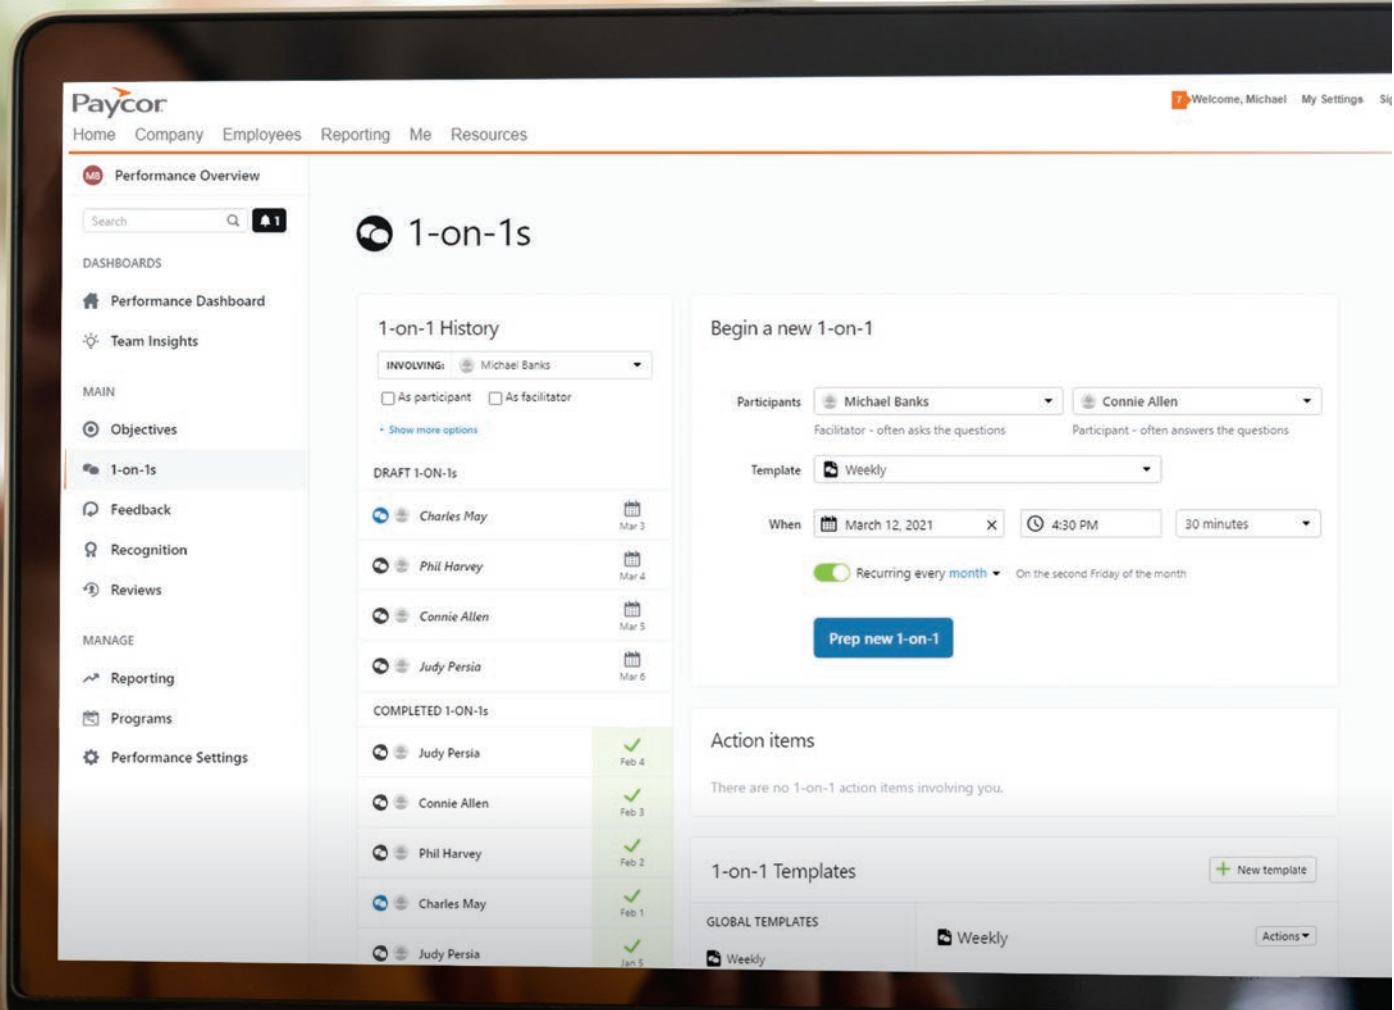 Paycor
7 Welcome, Michael My Settings
Home Company Employees Reporting Me Resources
MB Performance Overview
Search
1
DASHBOARDS
Performance Dashboard
Team Insights
MAIN
Objectives
1-on-1s
Feedback
Recognition
Reviews
MANAGE
Reporting
Programs
Performance Settings
1-on-1s
1-on-1 History
INVOLVING: Michael Banks
As participant As facilitator
Show more options
DRAFT 1-ON-1s
Charles May Mar 3
Phil Harvey Mar 4
Connie Allen Mar 5
Judy Persia Mar 6
COMPLETED 1-ON-1s
Judy Persia Feb 4
Connie Allen Feb 3
Phil Harvey Feb 2
Charles May Feb 1
Judy Persia Jan 5
Begin a new 1-on-1
Participants Michael Banks Connie Allen
Facilitator - often asks the questions Participant - often answers the questions
Template Weekly
When March 12, 2021 X 4:30 PM 30 minutes
Recurring every month On the second Friday of the month
Prep new 1-on-1
Action items
There are no 1-on-1 action items involving you.
1-on-1 Templates + New template
GLOBAL TEMPLATES
Weekly
Weekly Actions